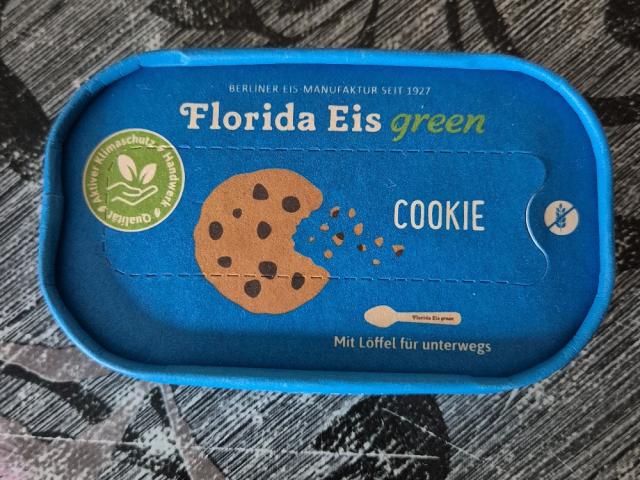 BERLINER EIS-MANUFAKTUR SEIT 1927
Florida Eis green
Aktiver Klimaschutz • Handwerk • Qualität •
COOKIE
Florida Eis green
Mit Löffel für unterwegs